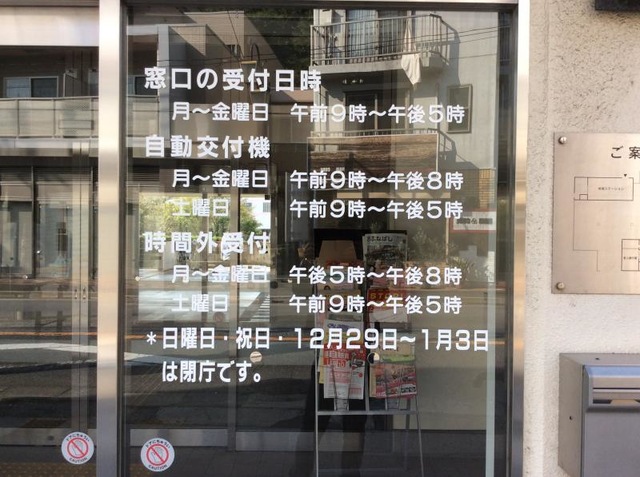 窓口の受付日時
月～金曜日　午前9時～午後5時
自動交付機
月～金曜日　午前9時～午後8時
土曜日　午前9時～午後5時
時間外受付
月～金曜日　午後5時～午後8時
土曜日　午前9時～午後5時
＊日曜日・祝日・12月29日～1月3日
は閉庁です。
ご案
CAUTION